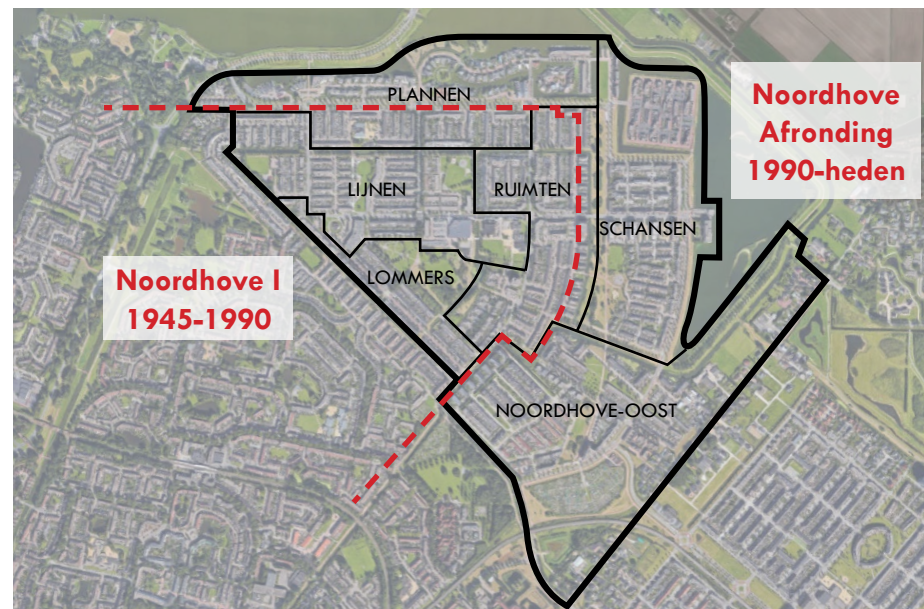 PLANNEN
Noordhove
Afronding
1990-heden
LIJNEN
RUIMTEN
SCHANSEN
LOMMERS
Noordhove I
1945-1990
NOORDHOVE-OOST